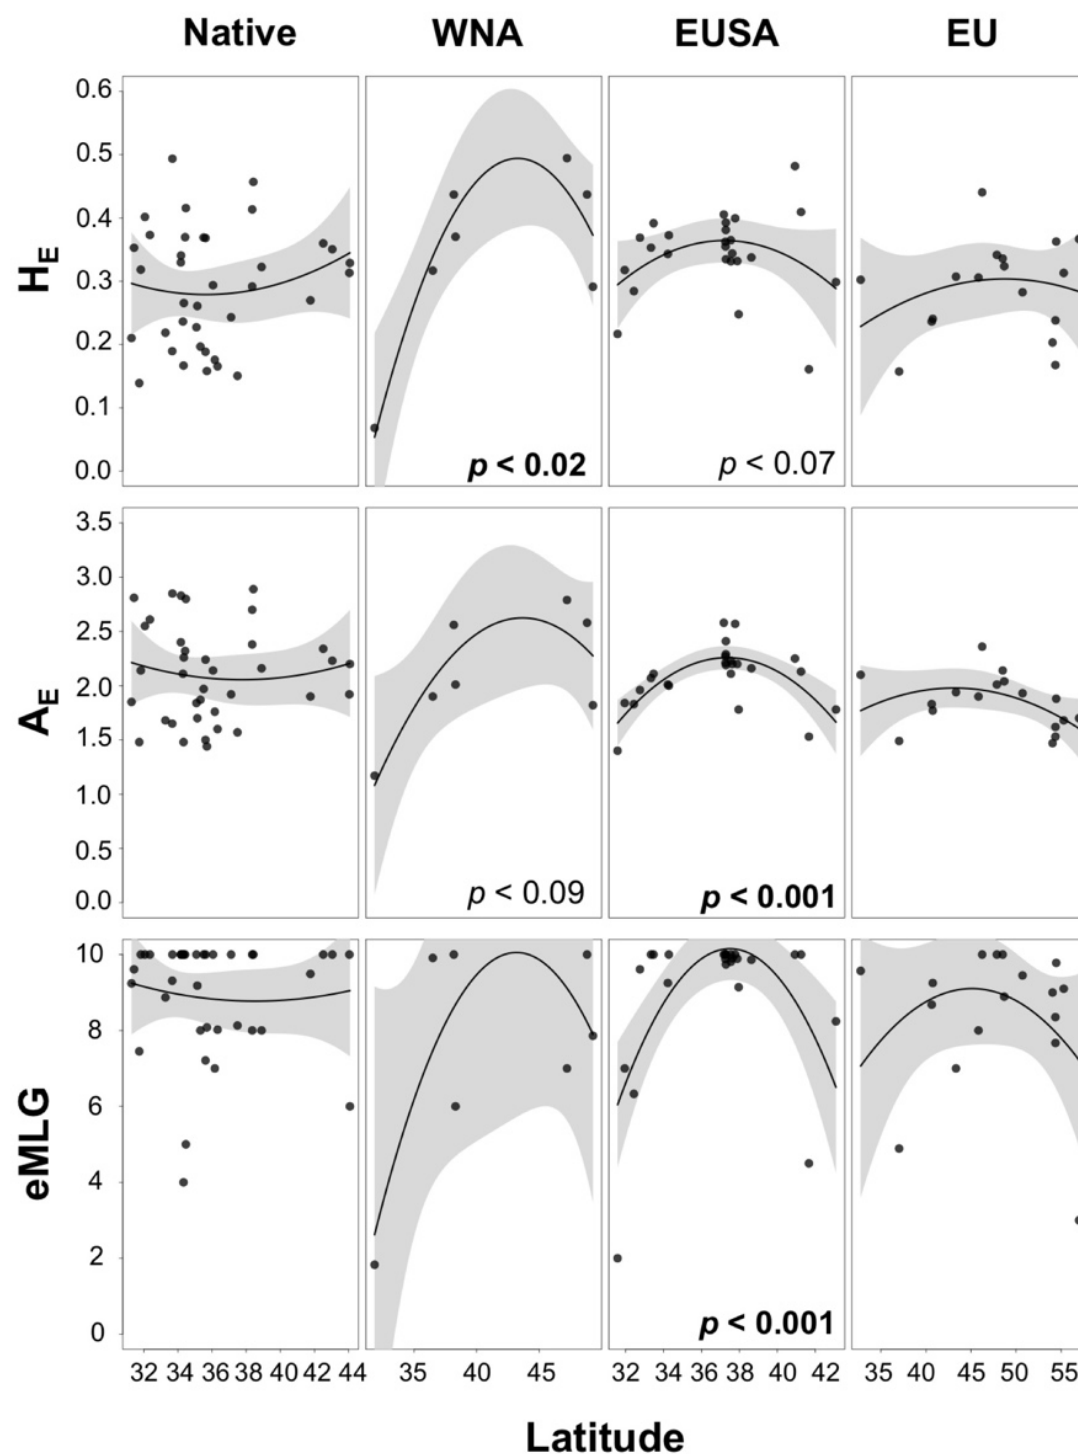 Native WNA EUSA EU
0.6
0.5
0.4
0.3
0.2
0.1
0.0
HE
p < 0.02 p < 0.07
3.5
3.0
2.5
2.0
1.5
1.0
0.5
0.0
AE
p < 0.09 p < 0.001
10
8
6
4
2
0
eMLG
p < 0.001
32 34 36 38 40 42 44 35 40 45 32 34 36 38 40 42 35 40 45 50 55
Latitude